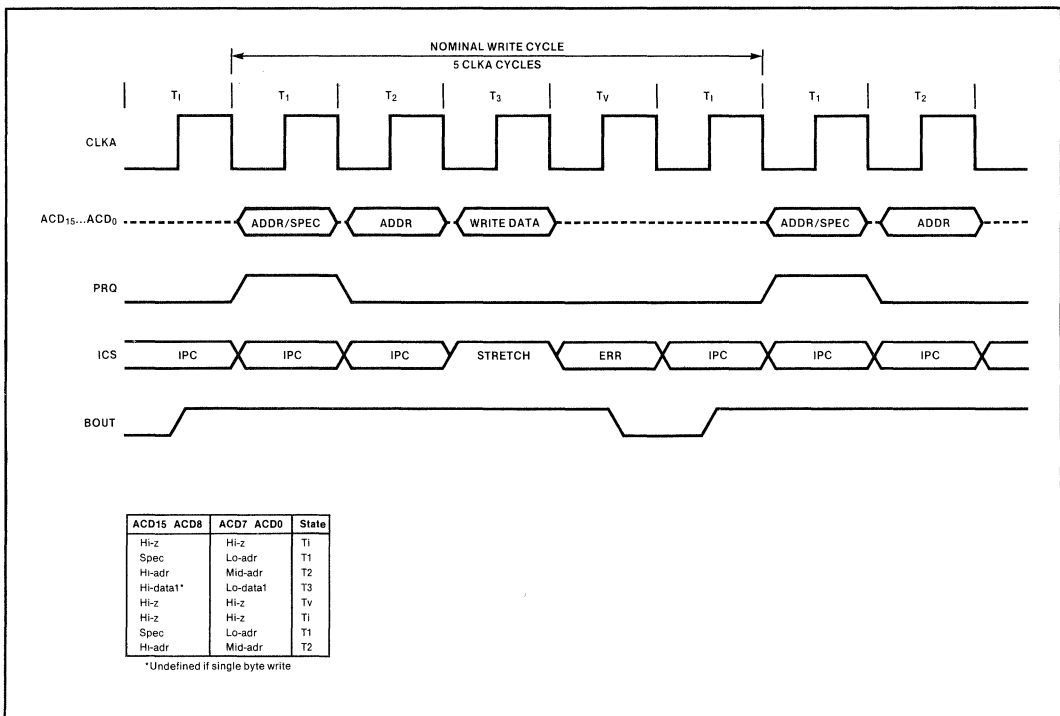 NOMINAL WRITE CYCLE
5 CLKA CYCLES
TI T1 T2 T3 TV TI T1 T2
CLKA
ACD15...ACD0 ADDR/SPEC ADDR WRITE DATA ADDR/SPEC ADDR
PRQ
ICS IPC IPC IPC STRETCH ERR IPC IPC IPC
BOUT
ACD15 ACD8 ACD7 ACD0 State
Hi-z Hi-z Ti
Spec Lo-adr T1
Hi-adr Mid-adr T2
Hi-data1* Lo-data1 T3
Hi-z Hi-z Tv
Hi-z Hi-z Ti
Spec Lo-adr T1
Hi-adr Mid-adr T2
*Undefined if single byte write